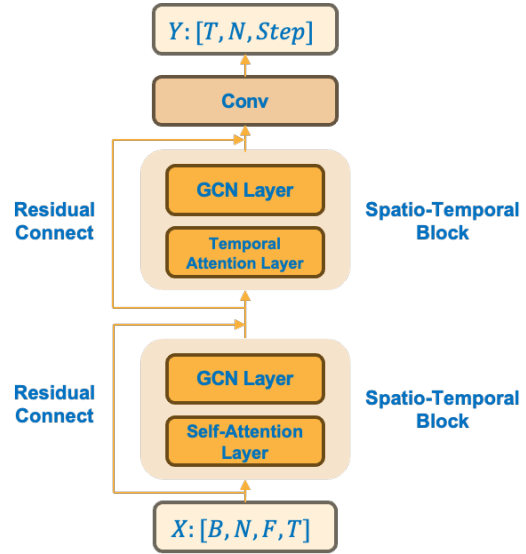 Y: [T, N, Step]
Conv
GCN Layer
Residual
Connect
Spatio-Temporal
Block
Temporal
Attention Layer
GCN Layer
Residual
Connect
Spatio-Temporal
Block
Self-Attention
Layer
X: [B, N, F, T]